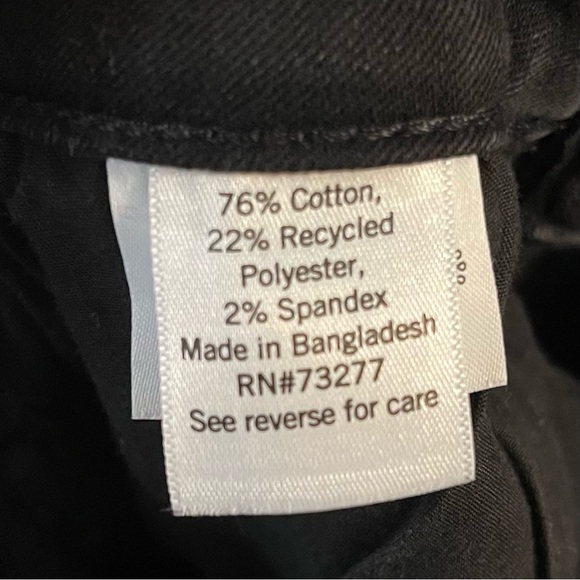 76% Cotton,
22% Recycled
Polyester,
2% Spandex
Made in Bangladesh
RN#73277
See reverse for care